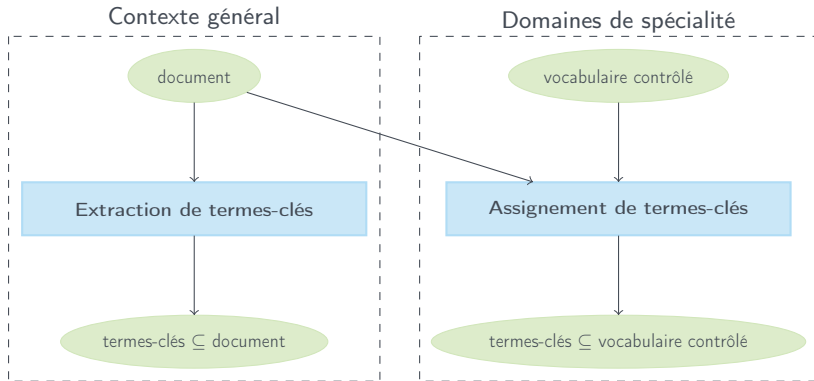 Contexte général
document
Extraction de termes-clés
termes-clés ⊆ document
Domaines de spécialité
vocabulaire contrôlé
Assignement de termes-clés
termes-clés ⊆ vocabulaire contrôlé